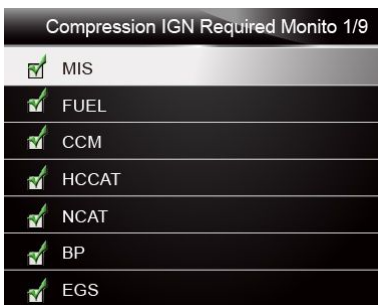 Compression IGN Required Monito 1/9
MIS
FUEL
CCM
HCCAT
NCAT
BP
EGS